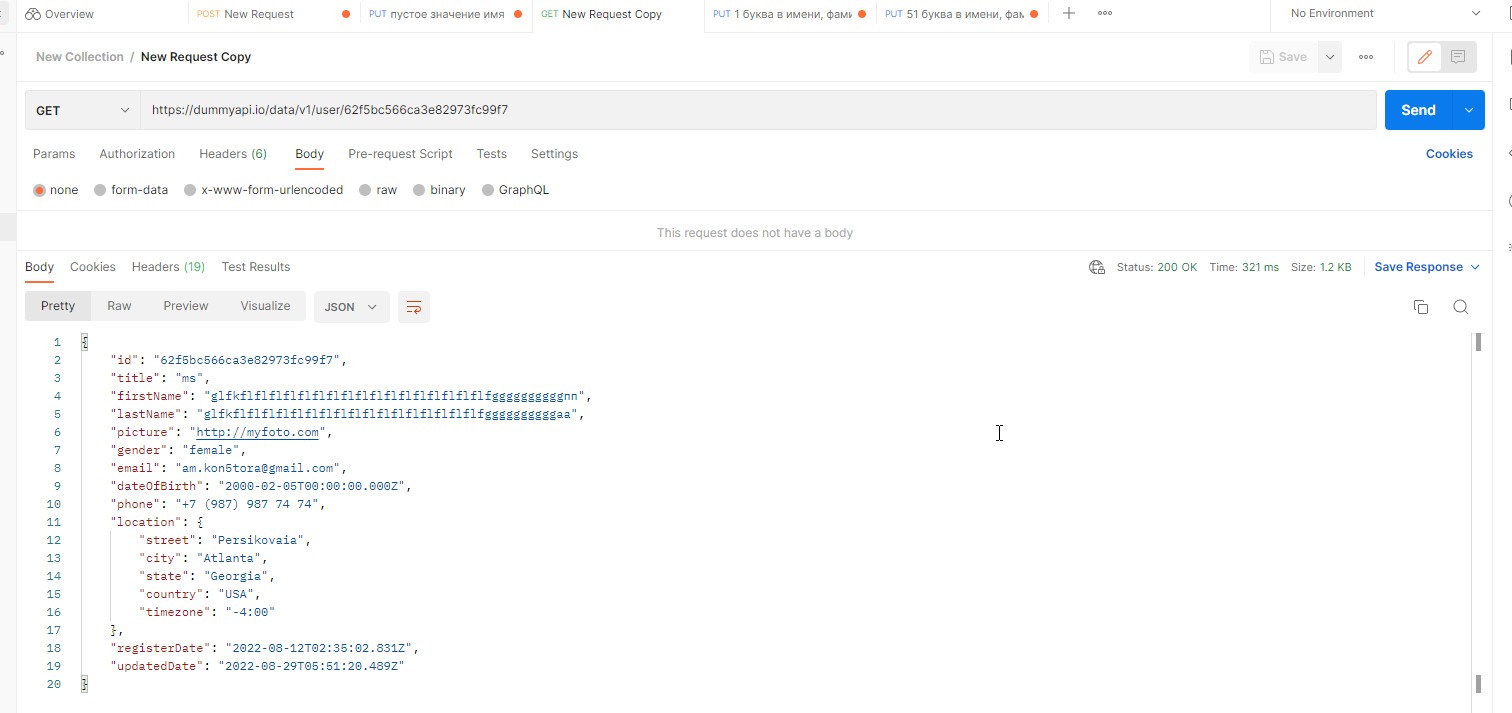 Overview
POST New Request
PUT пустое значение имя
GET New Request Copy
PUT 1 буква в имени, фам
PUT 51 буква в имени, фам
No Environment
New Collection / New Request Copy
Save
GET
https://dummyapi.io/data/v1/user/62f5bc566ca3e82973fc99f7
Send
Params Authorization Headers (6) Body Pre-request Script Tests Settings Cookies
none form-data x-www-form-urlencoded raw binary GraphQL
This request does not have a body
Body Cookies Headers (19) Test Results Status: 200 OK Time: 321 ms Size: 1.2 KB Save Response
Pretty Raw Preview Visualize JSON
1 {
2 "id": "62f5bc566ca3e82973fc99f7",
3 "title": "ms",
4 "firstName": "glfkflflflflflflflflflflflflflflflflflfggggggggggnn",
5 "lastName": "glfkflflflflflflflflflflflflflflflflflfggggggggggaa",
6 "picture": "http://myfoto.com",
7 "gender": "female",
8 "email": "am.kon5tora@gmail.com",
9 "dateOfBirth": "2000-02-05T00:00:00.000Z",
10 "phone": "+7 (987) 987 74 74",
11 "location": {
12 "street": "Persikovaia",
13 "city": "Atlanta",
14 "state": "Georgia",
15 "country": "USA",
16 "timezone": "-4:00"
17 },
18 "registerDate": "2022-08-12T02:35:02.831Z",
19 "updatedDate": "2022-08-29T05:51:20.489Z"
20 }